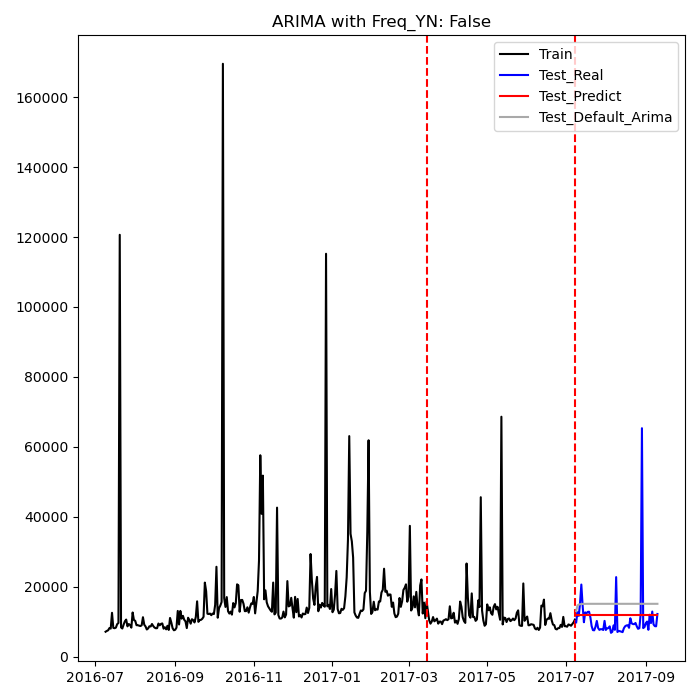 ARIMA with Freq_YN: False
Train
Test_Real
Test_Predict
Test_Default_Arima
160000
140000
120000
100000
80000
60000
40000
20000
0
2016-07 2016-09 2016-11 2017-01 2017-03 2017-05 2017-07 2017-09